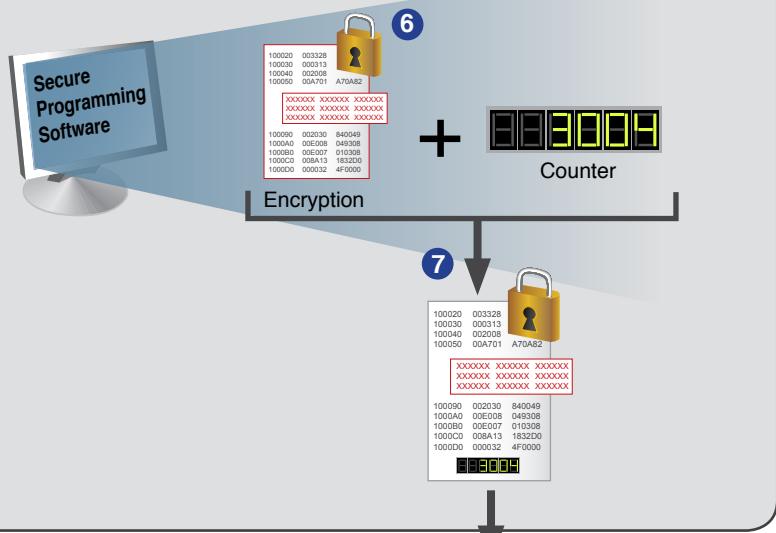 6
Secure
Programming
Software
100020 003328
100030 000313
100040 002008
100050 00A701 A70A82
XXXXXX XXXXXX XXXXXX
XXXXXX XXXXXX XXXXXX
XXXXXX XXXXXX XXXXXX
100090 002030 840049
1000A0 00E008 049308
1000B0 00E007 010308
1000C0 008A13 1832D0
1000D0 000032 4F0000
Encryption
+
3004
Counter
7
100020 003328
100030 000313
100040 002008
100050 00A701 A70A82
XXXXXX XXXXXX XXXXXX
XXXXXX XXXXXX XXXXXX
XXXXXX XXXXXX XXXXXX
100090 002030 840049
1000A0 00E008 049308
1000B0 00E007 010308
1000C0 008A13 1832D0
1000D0 000032 4F0000
3004